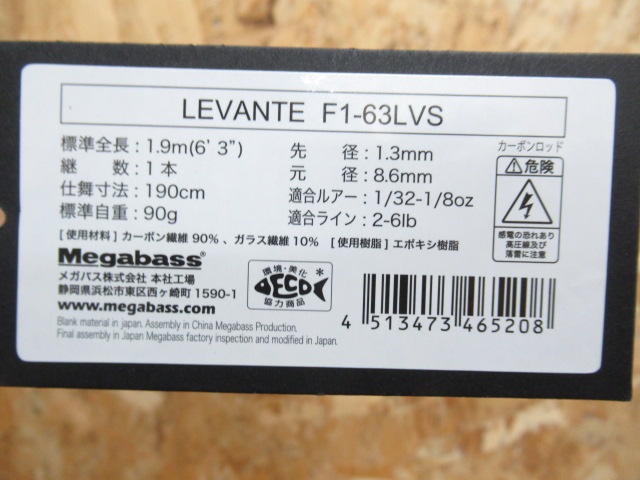 LEVANTE F1-63LVS
標準全長 : 1.9m(6' 3") 先 径 : 1.3mm
継 数 : 1本 元 径 : 8.6mm
仕舞寸法 : 190cm 適合ルアー : 1/32-1/8oz
標準自重 : 90g 適合ライン : 2-6lb
[ 使用材料 ] カーボン繊維 90% 、ガラス繊維 10% [ 使用樹脂 ] エポキシ樹脂
カーボンロッド
⚠危険
感電の恐れあり
高圧線及び
落雷に注意
Megabass®
メガバス株式会社 本社工場
静岡県浜松市東区西ヶ崎町 1590-1
www.megabass.com
環境・美化
DECO
協力商品
*
Blank material in japan. Assembly in China Megabass Production.
Final assembly in Japan Megabass factory inspection and modified in Japan.
4 513473 465208